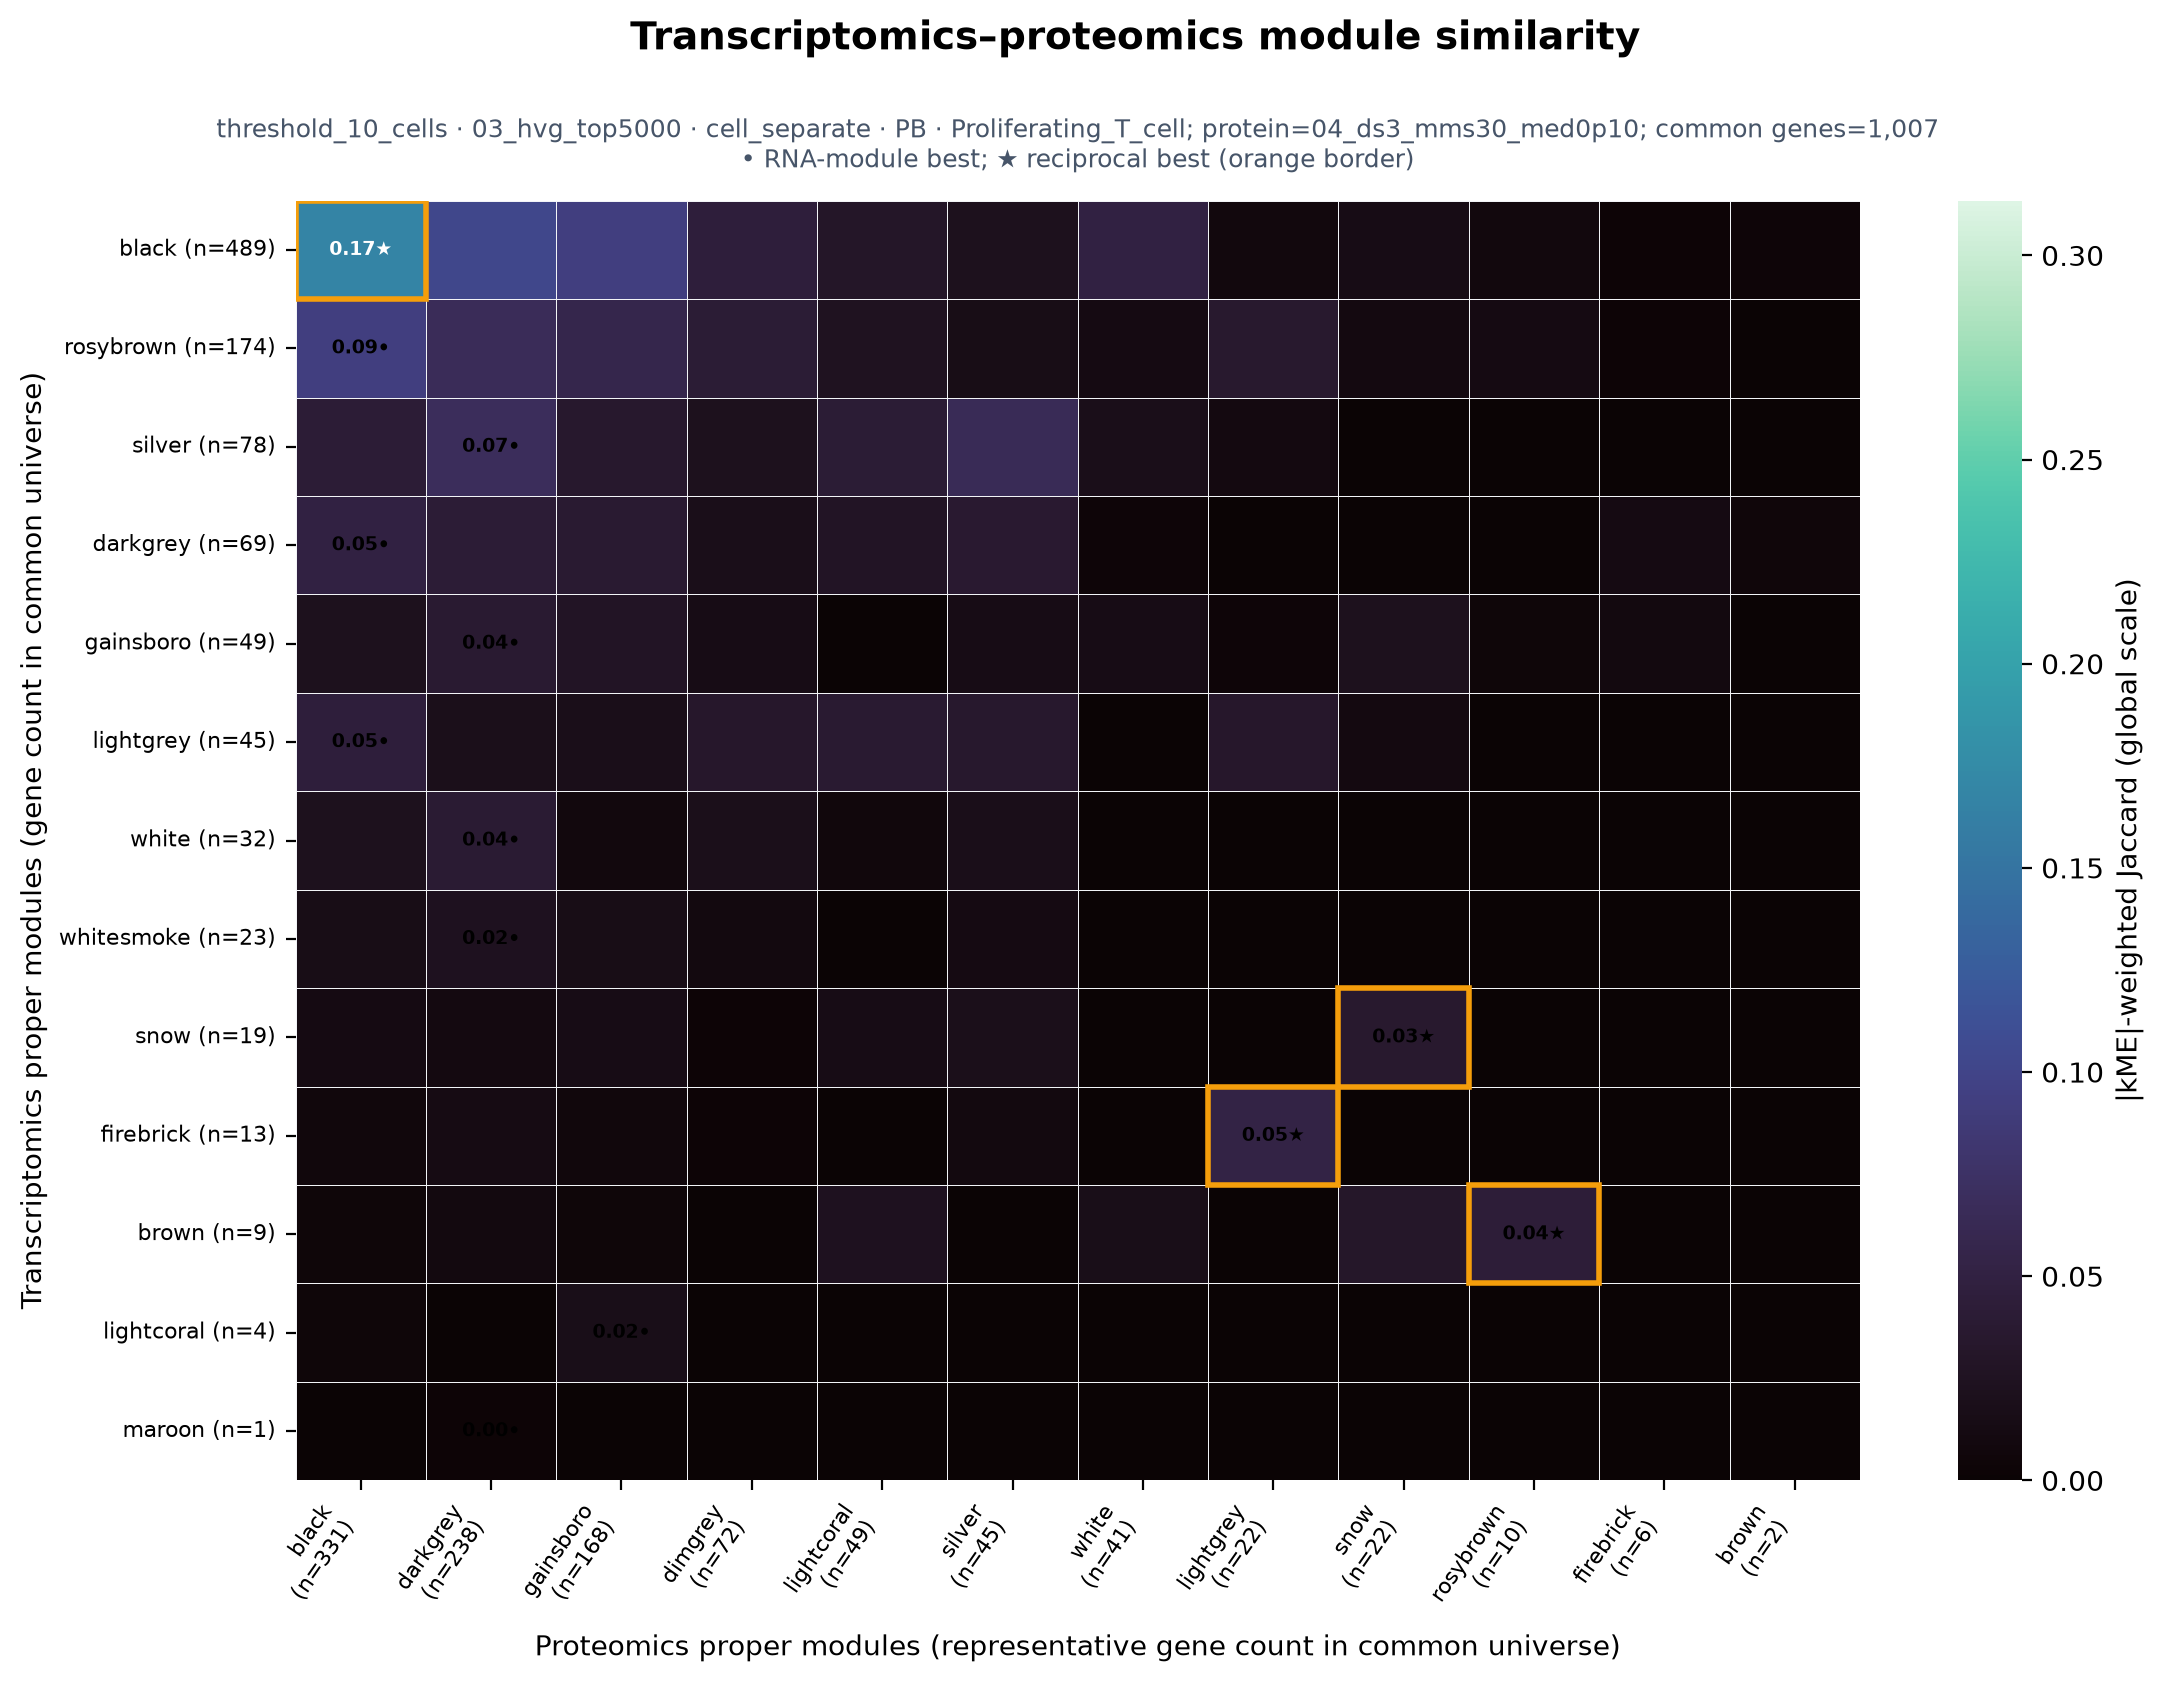 Transcriptomics–proteomics module similarity
threshold_10_cells · 03_hvg_top5000 · cell_separate · PB · Proliferating_T_cell; protein=04_ds3_mms30_med0p10; common genes=1,007
• RNA-module best; ★ reciprocal best (orange border)
Transcriptomics proper modules (gene count in common universe)
black (n=489)
rosybrown (n=174)
silver (n=78)
darkgrey (n=69)
gainsboro (n=49)
lightgrey (n=45)
white (n=32)
whitesmoke (n=23)
snow (n=19)
firebrick (n=13)
brown (n=9)
lightcoral (n=4)
maroon (n=1)
0.17★
0.09•
0.07•
0.05•
0.04•
0.05•
0.04•
0.02•
0.03★
0.05★
0.04★
0.02•
0.00•
black
(n=331)
darkgrey
(n=238)
gainsboro
(n=168)
dimgrey
(n=72)
lightcoral
(n=49)
silver
(n=45)
white
(n=41)
lightgrey
(n=22)
snow
(n=22)
rosybrown
(n=10)
firebrick
(n=6)
brown
(n=2)
Proteomics proper modules (representative gene count in common universe)
0.30
0.25
0.20
0.15
0.10
0.05
0.00
|kME|-weighted Jaccard (global scale)